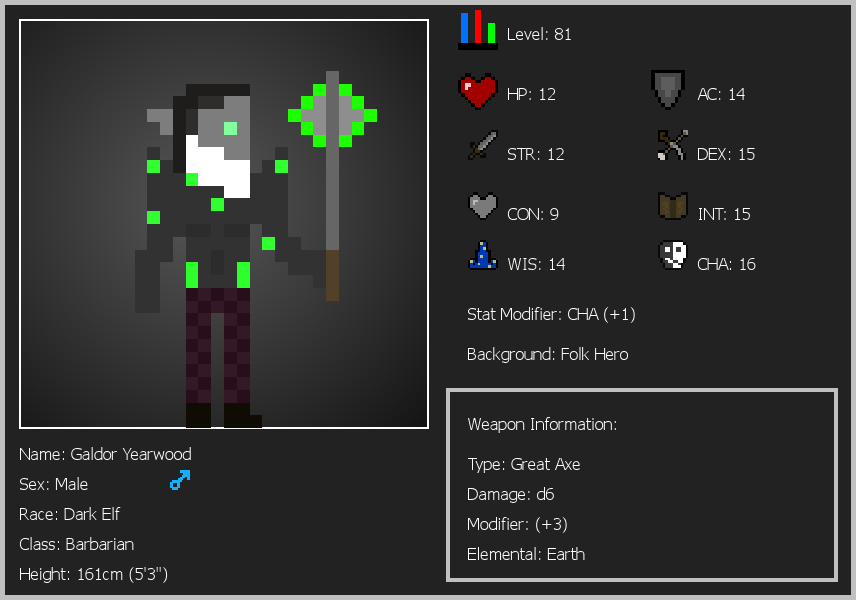 Level: 81
HP: 12 AC: 14
STR: 12 DEX: 15
CON: 9 INT: 15
WIS: 14 CHA: 16
Stat Modifier: CHA (+1)
Background: Folk Hero
Weapon Information:
Type: Great Axe
Damage: d6
Modifier: (+3)
Elemental: Earth
Name: Galdor Yearwood
Sex: Male
Race: Dark Elf
Class: Barbarian
Height: 161cm (5'3")